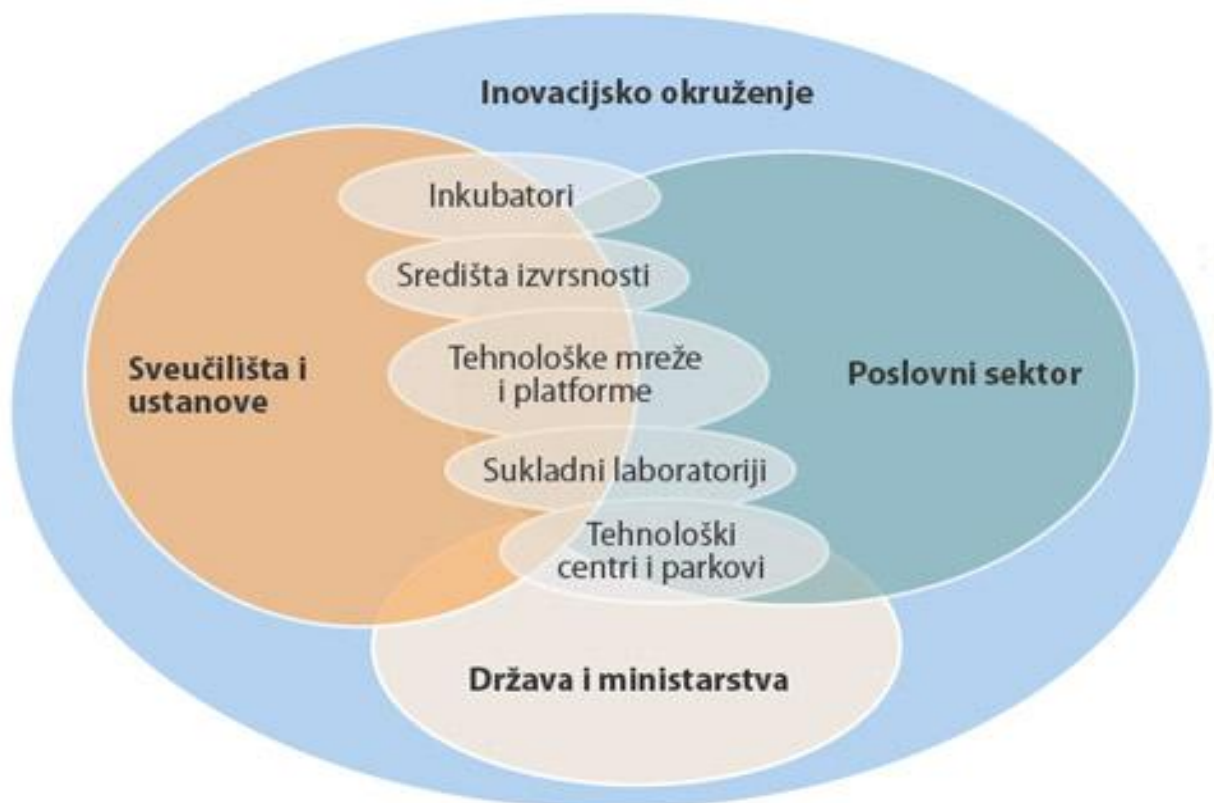 Inovacijsko okruženje
Inkubatori
Središta izvrsnosti
Sveučilišta i
ustanove
Tehnološke mreže
i platforme
Poslovni sektor
Sukladni laboratoriji
Tehnološki
centri i parkovi
Država i ministarstva